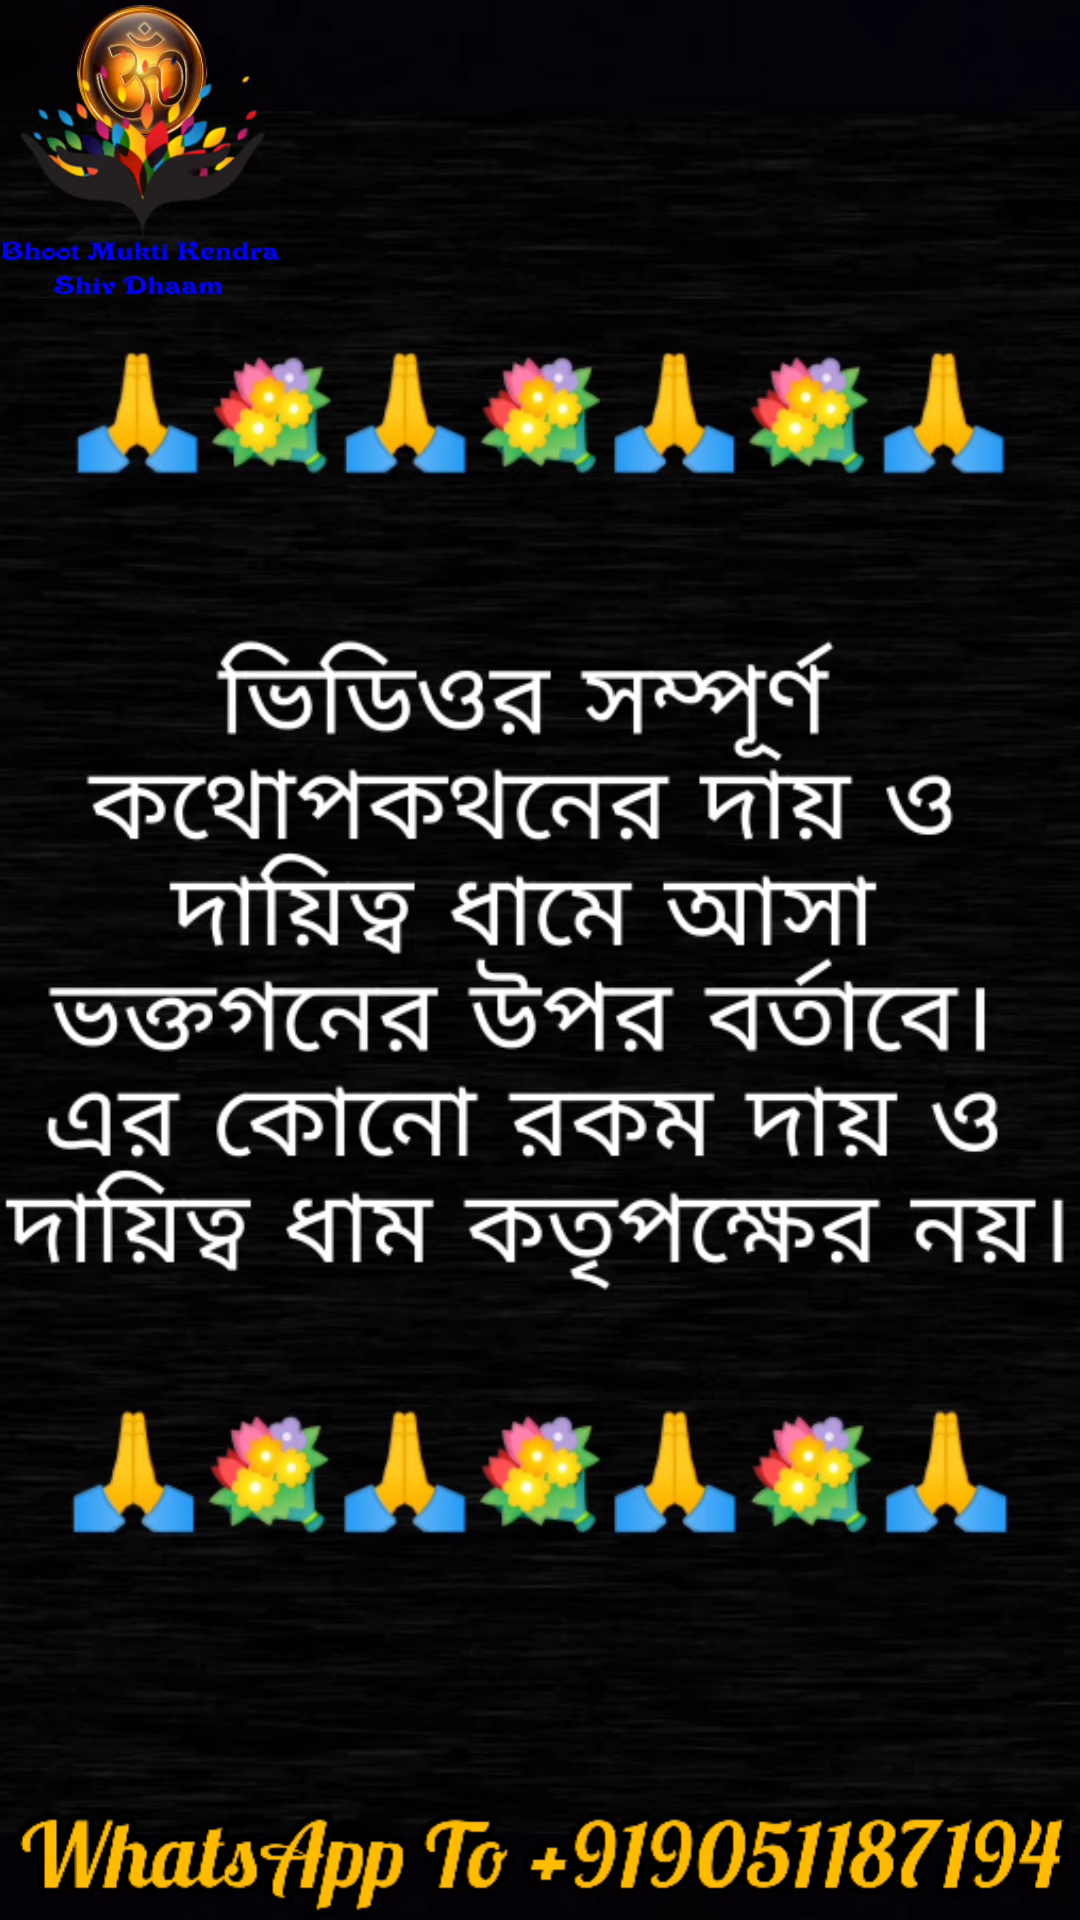 ॐ
Bhoot Mukti Kendra
Shiv Dhaam
🙏💐🙏💐🙏💐🙏
ভিডিওর সম্পূর্ণ
কথোপকথনের দায় ও
দায়িত্ব ধামে আসা
ভক্তগনের উপর বর্তাবে।
এর কোনো রকম দায় ও
দায়িত্ব ধাম কতৃপক্ষের নয়।
🙏💐🙏💐🙏💐🙏
WhatsApp To +919051187194